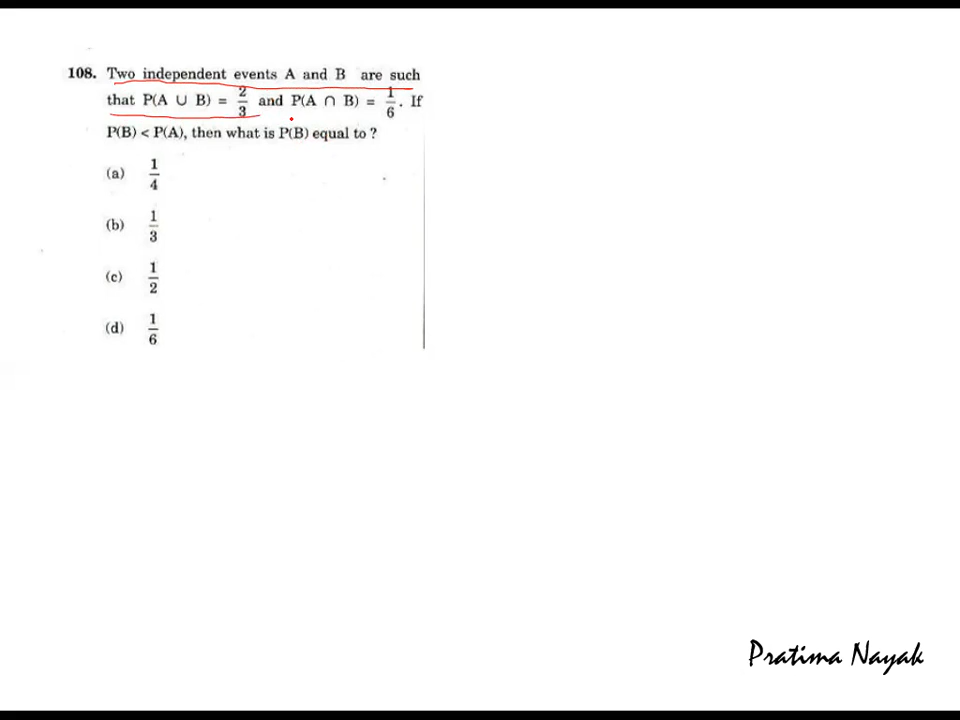 108. Two independent events A and B are such
that P(A ∪ B) = 2/3 and P(A ∩ B) = 1/6. If
P(B) < P(A), then what is P(B) equal to ?
(a) 1/4
(b) 1/3
(c) 1/2
(d) 1/6
Pratima Nayak